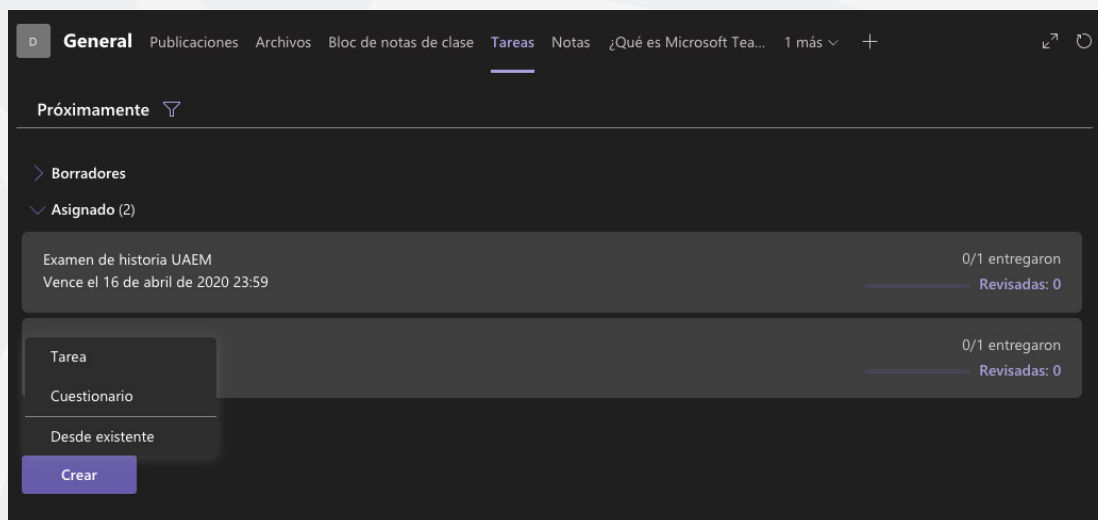 D General Publicaciones Archivos Bloc de notas de clase Tareas Notas ¿Qué es Microsoft Tea... 1 más
Próximamente
Borradores
Asignado (2)
Examen de historia UAEM 0/1 entregaron
Vence el 16 de abril de 2020 23:59 Revisadas: 0
0/1 entregaron
Revisadas: 0
Tarea
Cuestionario
Desde existente
Crear